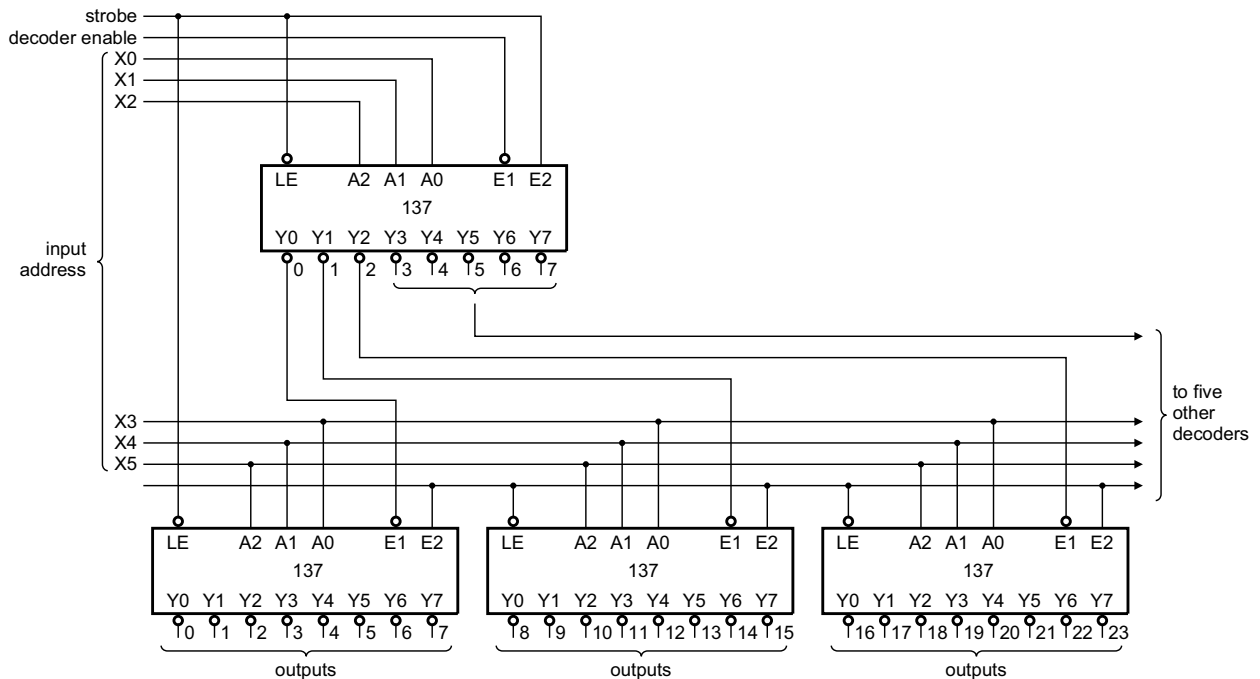 strobe
decoder enable
X0
X1
X2
LE A2 A1 A0 E1 E2
137
Y0 Y1 Y2 Y3 Y4 Y5 Y6 Y7
0 1 2 3 4 5 6 7
input
address
to five
other
decoders
X3
X4
X5
LE A2 A1 A0 E1 E2
137
Y0 Y1 Y2 Y3 Y4 Y5 Y6 Y7
0 1 2 3 4 5 6 7
outputs
LE A2 A1 A0 E1 E2
137
Y0 Y1 Y2 Y3 Y4 Y5 Y6 Y7
8 9 10 11 12 13 14 15
outputs
LE A2 A1 A0 E1 E2
137
Y0 Y1 Y2 Y3 Y4 Y5 Y6 Y7
16 17 18 19 20 21 22 23
outputs